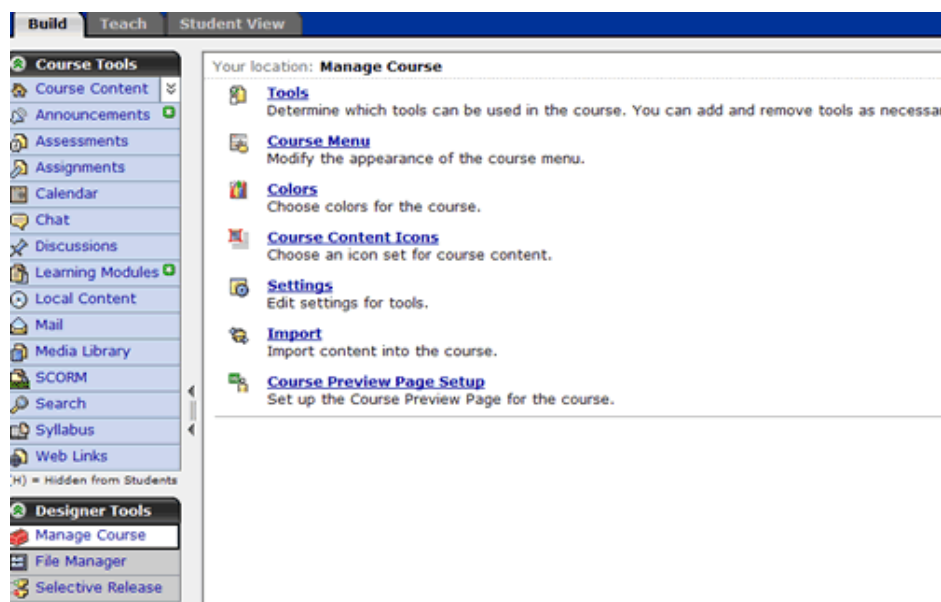 Build Teach Student View
Course Tools
Course Content
Announcements
Assessments
Assignments
Calendar
Chat
Discussions
Learning Modules
Local Content
Mail
Media Library
SCORM
Search
Syllabus
Web Links
(H) = Hidden from Students
Designer Tools
Manage Course
File Manager
Selective Release
Your location: Manage Course
Tools
Determine which tools can be used in the course. You can add and remove tools as necessar
Course Menu
Modify the appearance of the course menu.
Colors
Choose colors for the course.
Course Content Icons
Choose an icon set for course content.
Settings
Edit settings for tools.
Import
Import content into the course.
Course Preview Page Setup
Set up the Course Preview Page for the course.